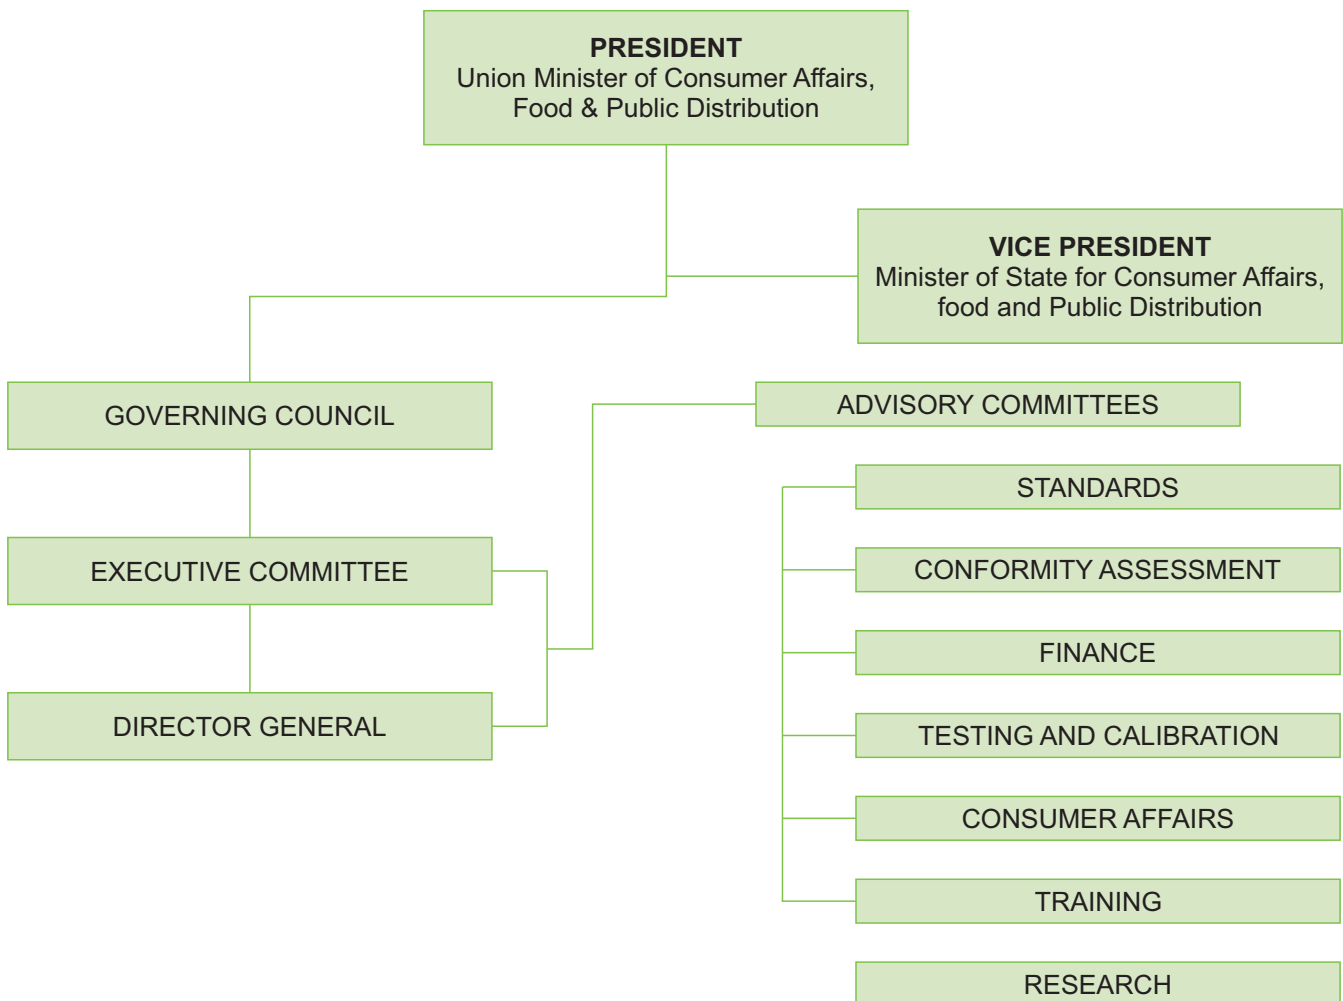 PRESIDENT
Union Minister of Consumer Affairs,
Food & Public Distribution
VICE PRESIDENT
Minister of State for Consumer Affairs,
food and Public Distribution
GOVERNING COUNCIL
ADVISORY COMMITTEES
STANDARDS
EXECUTIVE COMMITTEE
CONFORMITY ASSESSMENT
FINANCE
DIRECTOR GENERAL
TESTING AND CALIBRATION
CONSUMER AFFAIRS
TRAINING
RESEARCH